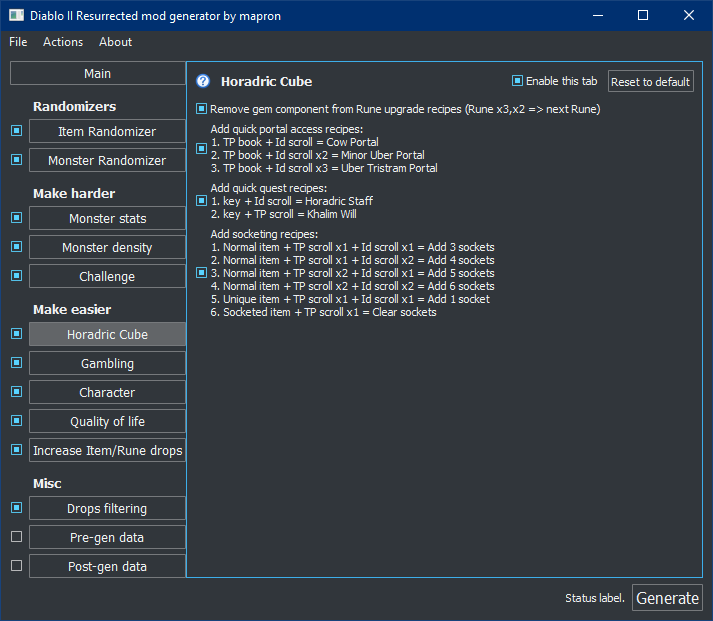 Diablo II Resurrected mod generator by mapron
File Actions About
Main
Randomizers
Item Randomizer
Monster Randomizer
Make harder
Monster stats
Monster density
Challenge
Make easier
Horadric Cube
Gambling
Character
Quality of life
Increase Item/Rune drops
Misc
Drops filtering
Pre-gen data
Post-gen data
? Horadric Cube
Enable this tab
Reset to default
Remove gem component from Rune upgrade recipes (Rune x3,x2 => next Rune)
Add quick portal access recipes:
1. TP book + Id scroll = Cow Portal
2. TP book + Id scroll x2 = Minor Uber Portal
3. TP book + Id scroll x3 = Uber Tristram Portal
Add quick quest recipes:
1. key + Id scroll = Horadric Staff
2. key + TP scroll = Khalim Will
Add socketing recipes:
1. Normal item + TP scroll x1 + Id scroll x1 = Add 3 sockets
2. Normal item + TP scroll x1 + Id scroll x2 = Add 4 sockets
3. Normal item + TP scroll x2 + Id scroll x1 = Add 5 sockets
4. Normal item + TP scroll x2 + Id scroll x2 = Add 6 sockets
5. Unique item + TP scroll x1 + Id scroll x1 = Add 1 socket
6. Socketed item + TP scroll x1 = Clear sockets
Status label.
Generate